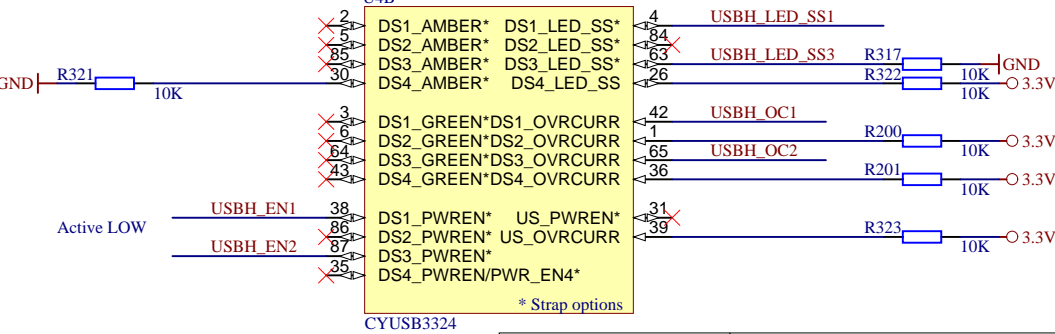 U4B
2 DS1_AMBER* DS1_LED_SS* 4 USBH_LED_SS1
5 DS2_AMBER* DS2_LED_SS* 84
85 DS3_AMBER* DS3_LED_SS* 63 USBH_LED_SS3 R317 10K GND
GND R321 10K 30 DS4_AMBER* DS4_LED_SS 26 R322 10K 3.3V
3 DS1_GREEN* DS1_OVRCURR 42 USBH_OC1
6 DS2_GREEN* DS2_OVRCURR 1 R200 10K 3.3V
64 DS3_GREEN* DS3_OVRCURR 65 USBH_OC2
43 DS4_GREEN* DS4_OVRCURR 36 R201 10K 3.3V
USBH_EN1 38 DS1_PWREN* US_PWREN* 31
Active LOW 86 DS2_PWREN* US_OVRCURR 39 R323 10K 3.3V
USBH_EN2 87 DS3_PWREN*
35 DS4_PWREN/PWR_EN4*
* Strap options
CYUSB3324